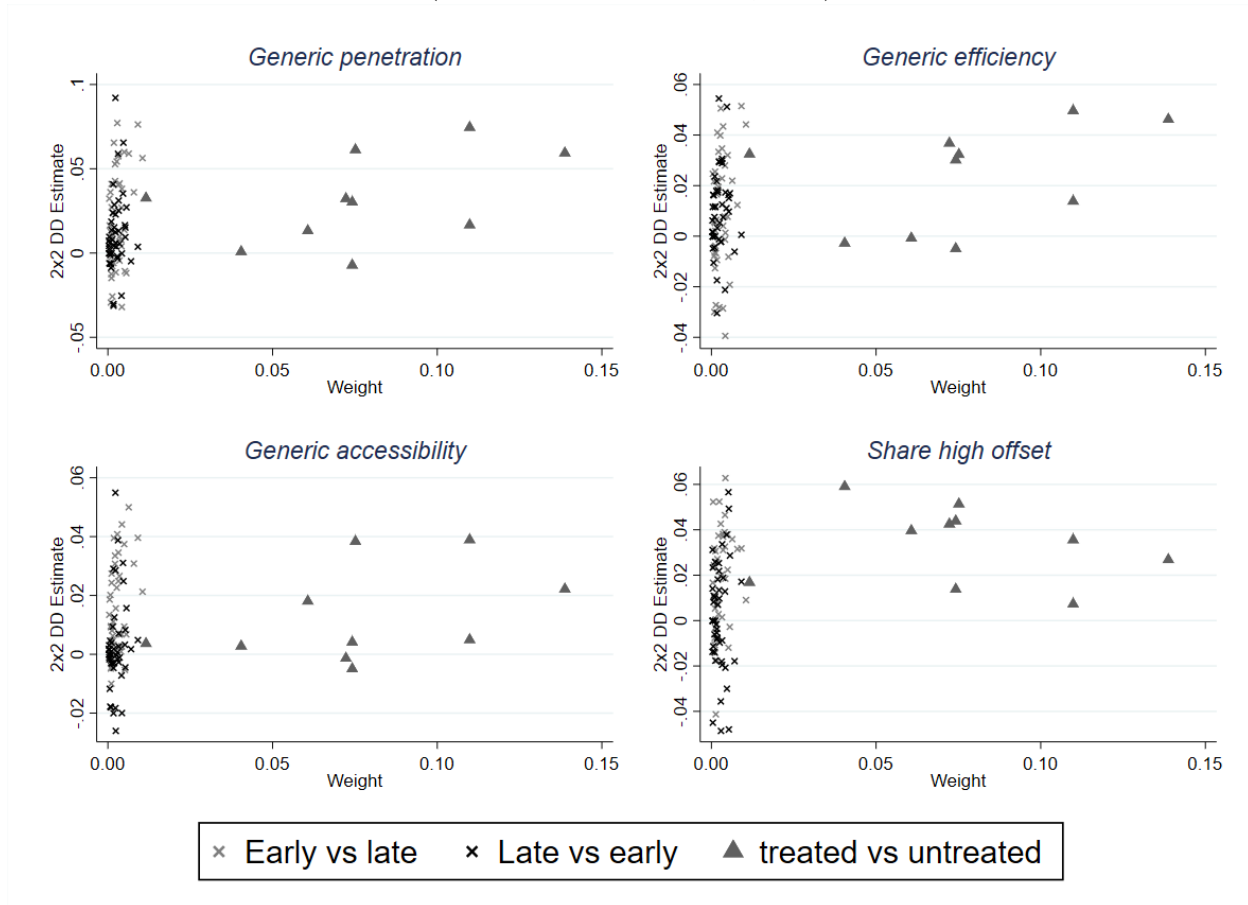 Generic penetration
.1
.05
0
-.05
2x2 DD Estimate
0.00 0.05 0.10 0.15
Weight
Generic efficiency
.06
.04
.02
0
-.02
-.04
2x2 DD Estimate
0.00 0.05 0.10 0.15
Weight
Generic accessibility
.06
.04
.02
0
-.02
2x2 DD Estimate
0.00 0.05 0.10 0.15
Weight
Share high offset
.06
.04
.02
0
-.02
-.04
2x2 DD Estimate
0.00 0.05 0.10 0.15
Weight
Early vs late Late vs early treated vs untreated